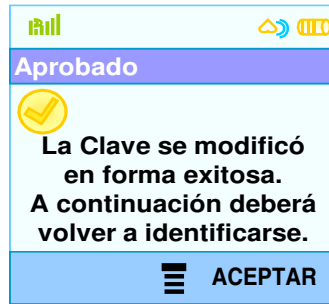 Aprobado
La Clave se modificó
en forma exitosa.
A continuación deberá
volver a identificarse.
ACEPTAR